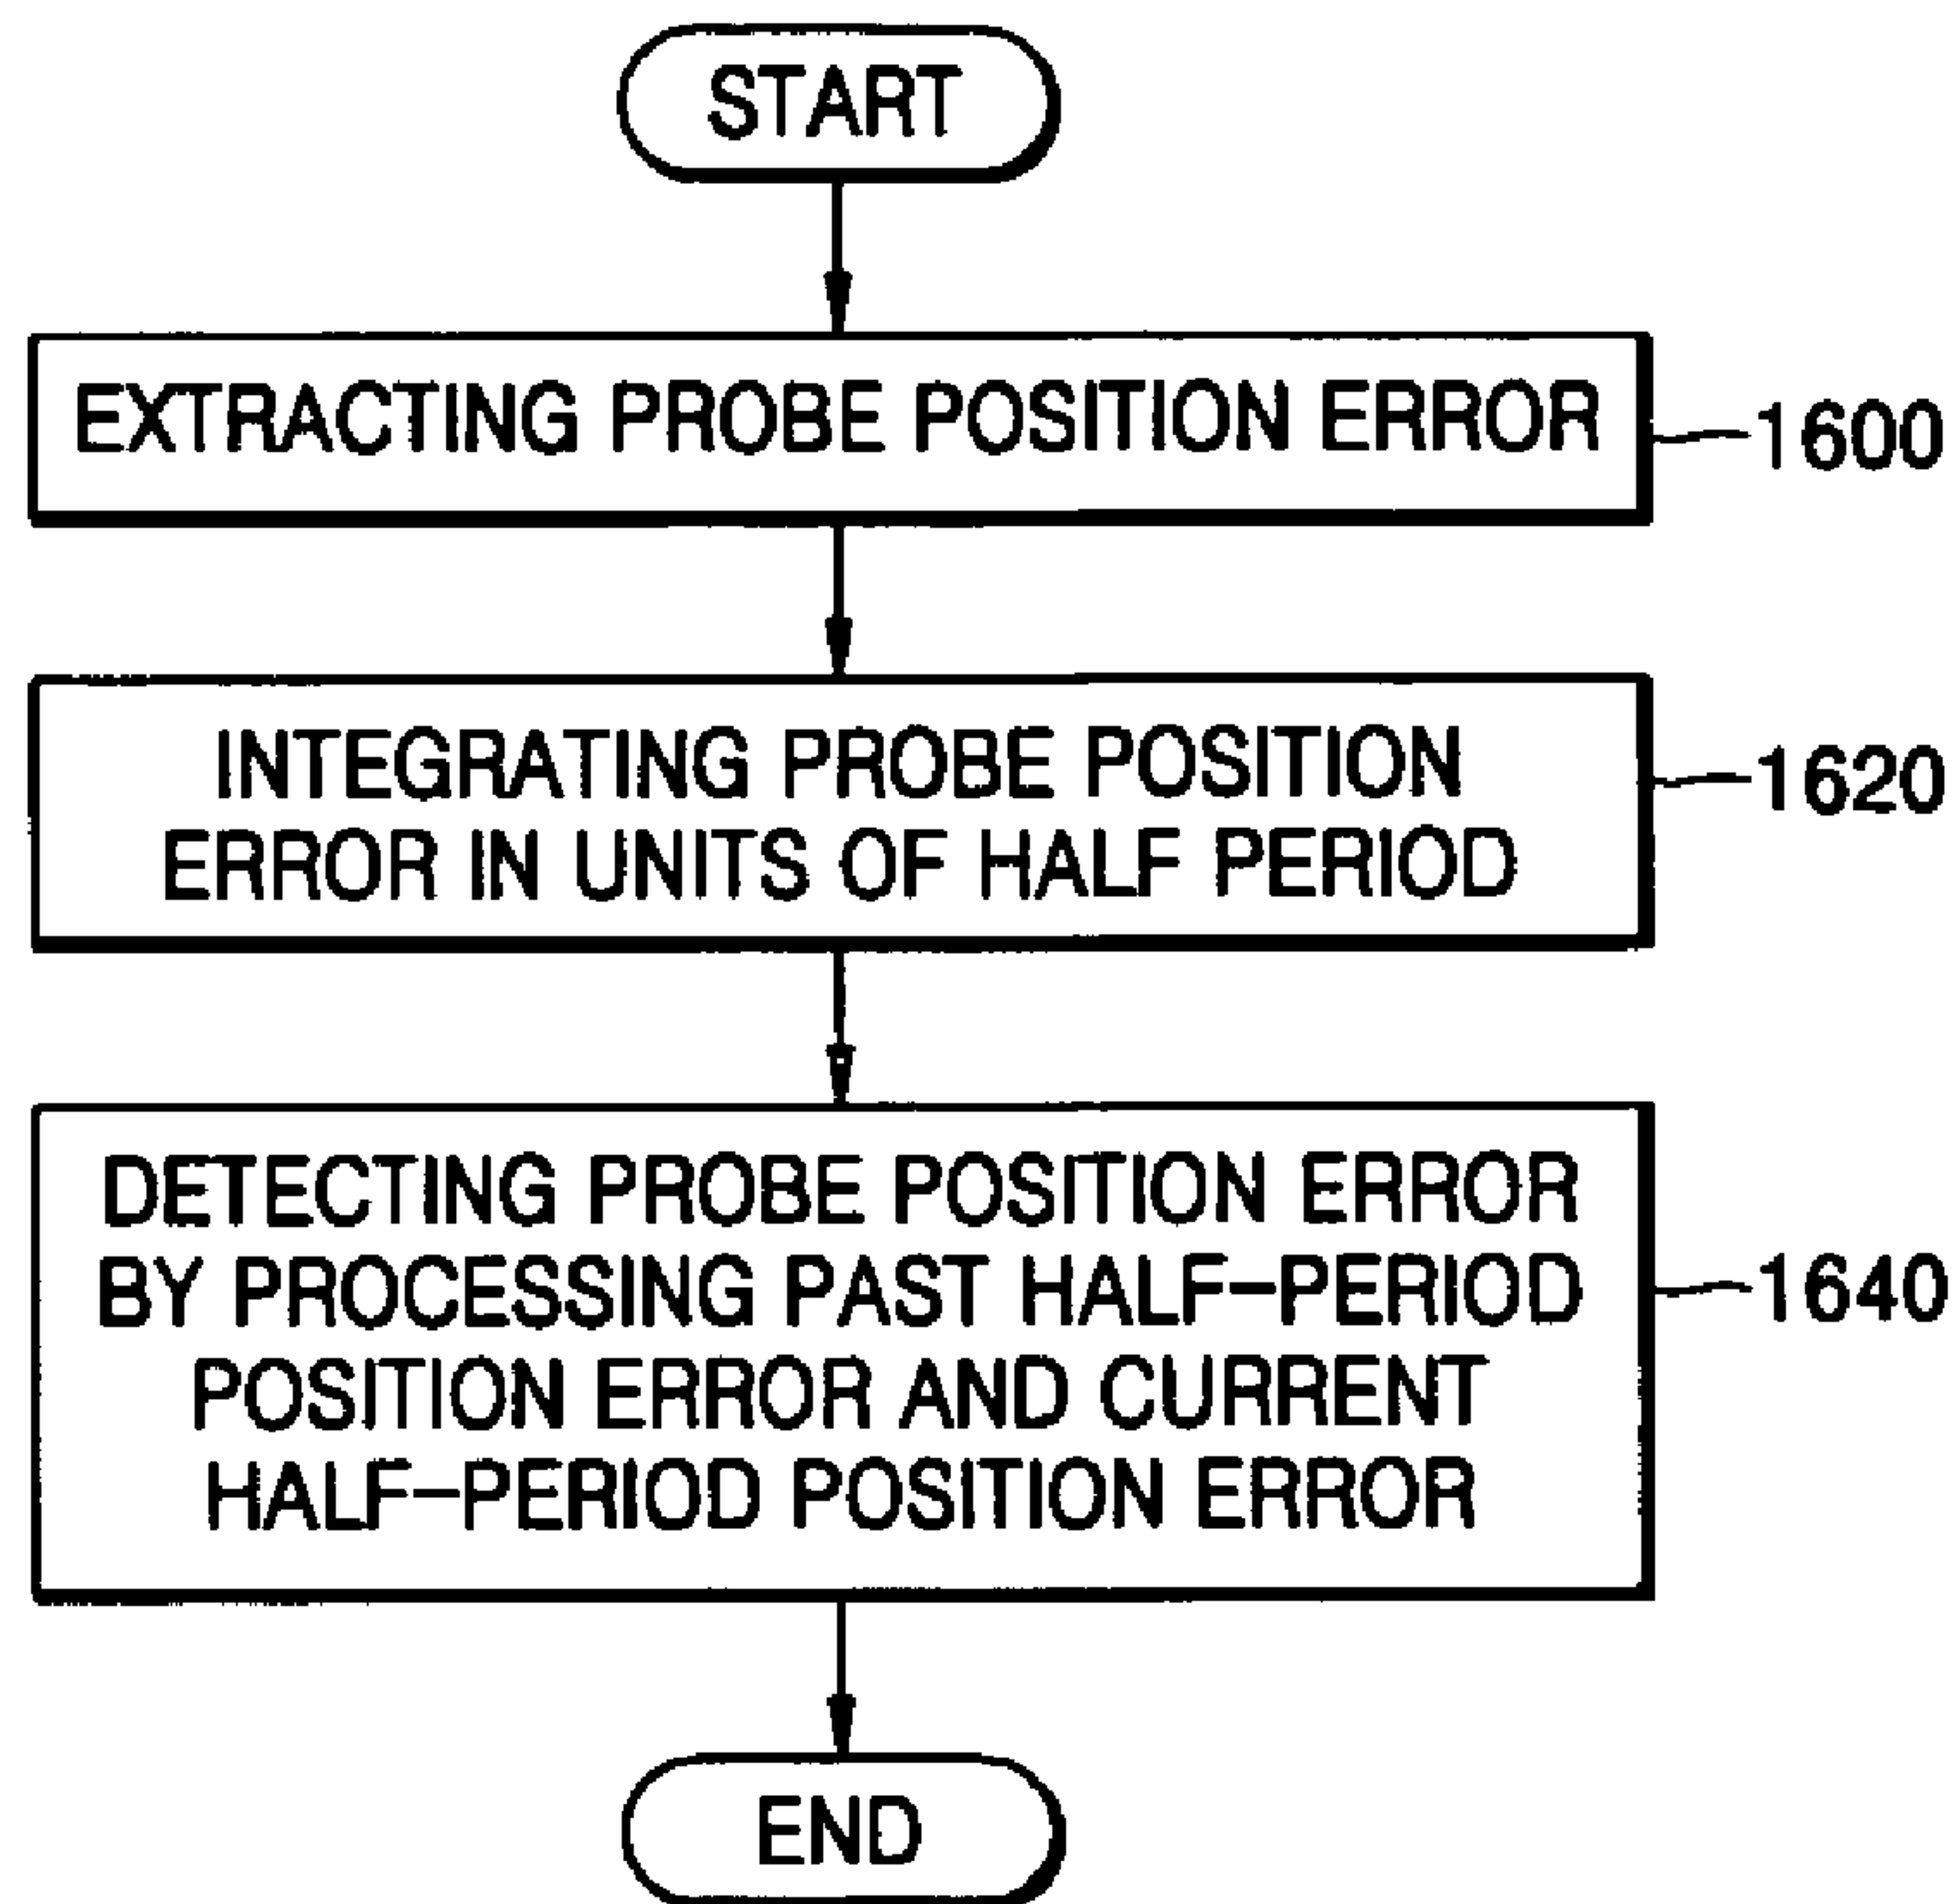 START
EXTRACTING PROBE POSITION ERROR
1600
INTEGRATING PROBE POSITION
ERROR IN UNITS OF HALF PERIOD
1620
DETECTING PROBE POSITION ERROR
BY PROCESSING PAST HALF-PERIOD
POSITION ERROR AND CURRENT
HALF-PERIOD POSITION ERROR
1640
END